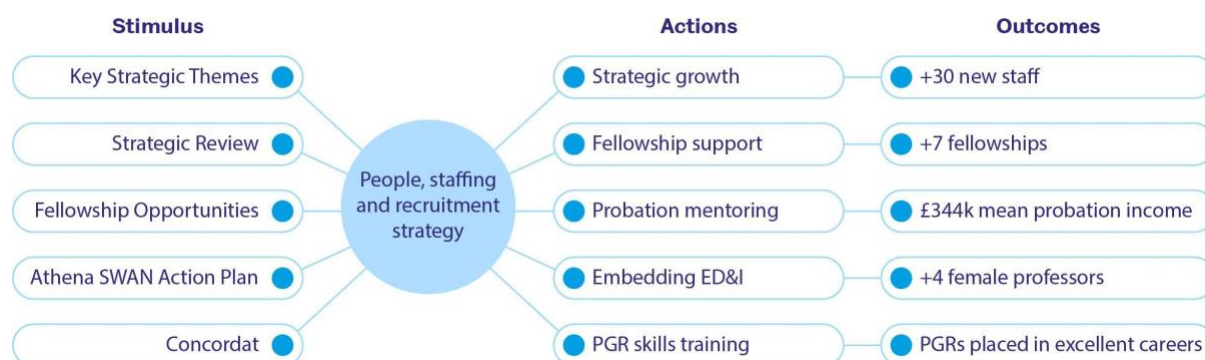 Stimulus
Actions
Outcomes
Key Strategic Themes
Strategic growth
+30 new staff
Strategic Review
Fellowship support
+7 fellowships
People, staffing
and recruitment
strategy
Fellowship Opportunities
Probation mentoring
£344k mean probation income
Athena SWAN Action Plan
Embedding ED&I
+4 female professors
Concordat
PGR skills training
PGRs placed in excellent careers